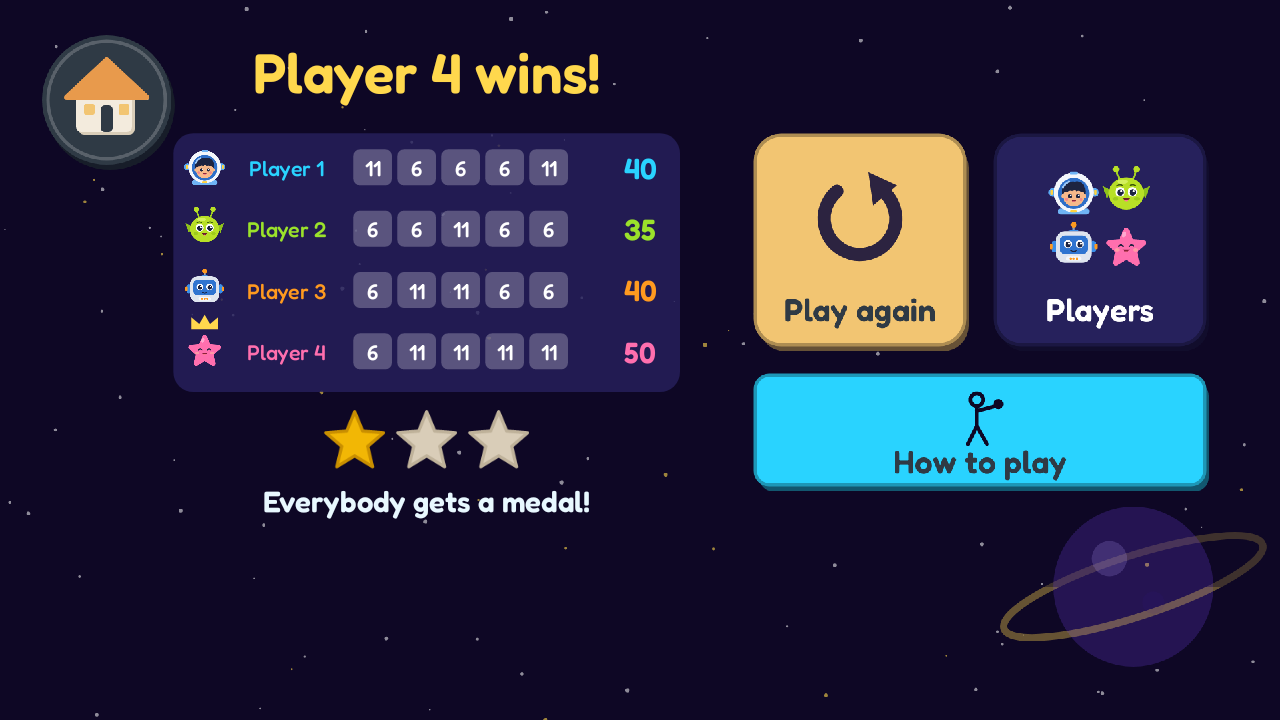 Player 4 wins!
Player 1 11 6 6 6 11 40
Player 2 6 6 11 6 6 35
Player 3 6 11 11 6 6 40
Player 4 6 11 11 11 11 50
Everybody gets a medal!
Play again
Players
How to play